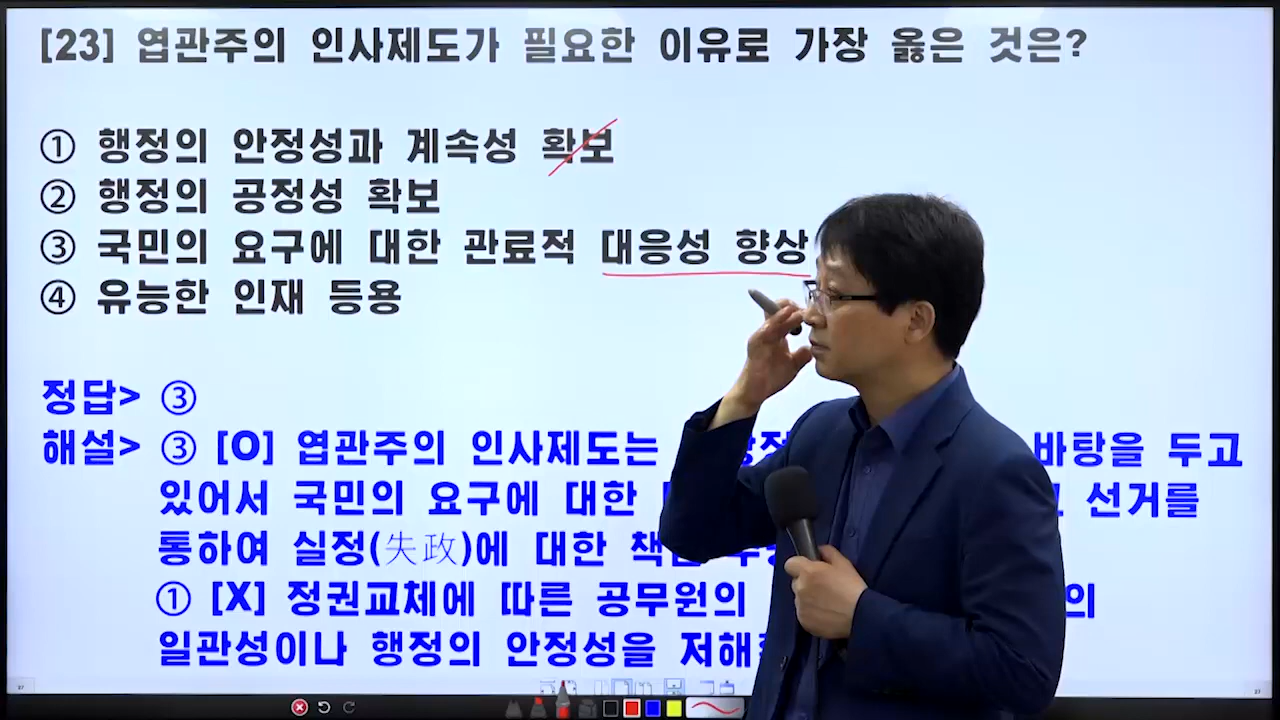 [23] 엽관주의 인사제도가 필요한 이유로 가장 옳은 것은?
① 행정의 안정성과 계속성 확보
② 행정의 공정성 확보
③ 국민의 요구에 대한 관료적 대응성 향상
④ 유능한 인재 등용
정답> ③
해설> ③ [O] 엽관주의 인사제도는 바탕을 두고
있어서 국민의 요구에 대한 선거를
통하여 실정(失政)에 대한
① [X] 정권교체에 따른 공무원의 의
일관성이나 행정의 안정성을